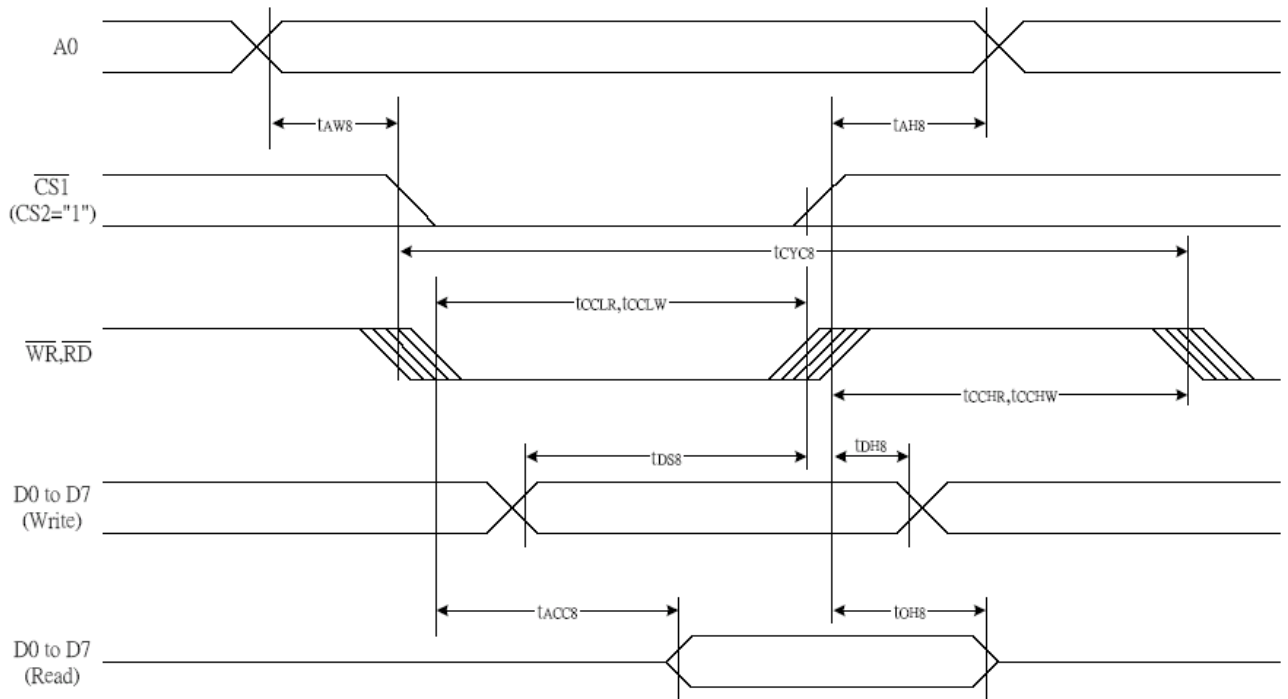 A0
tAW8
tAH8
CS1
(CS2="1")
tCYC8
tCCLR,tCCLW
WR,RD
tCCHR,tCCHW
tDS8
tDH8
D0 to D7
(Write)
tACC8
tOH8
D0 to D7
(Read)